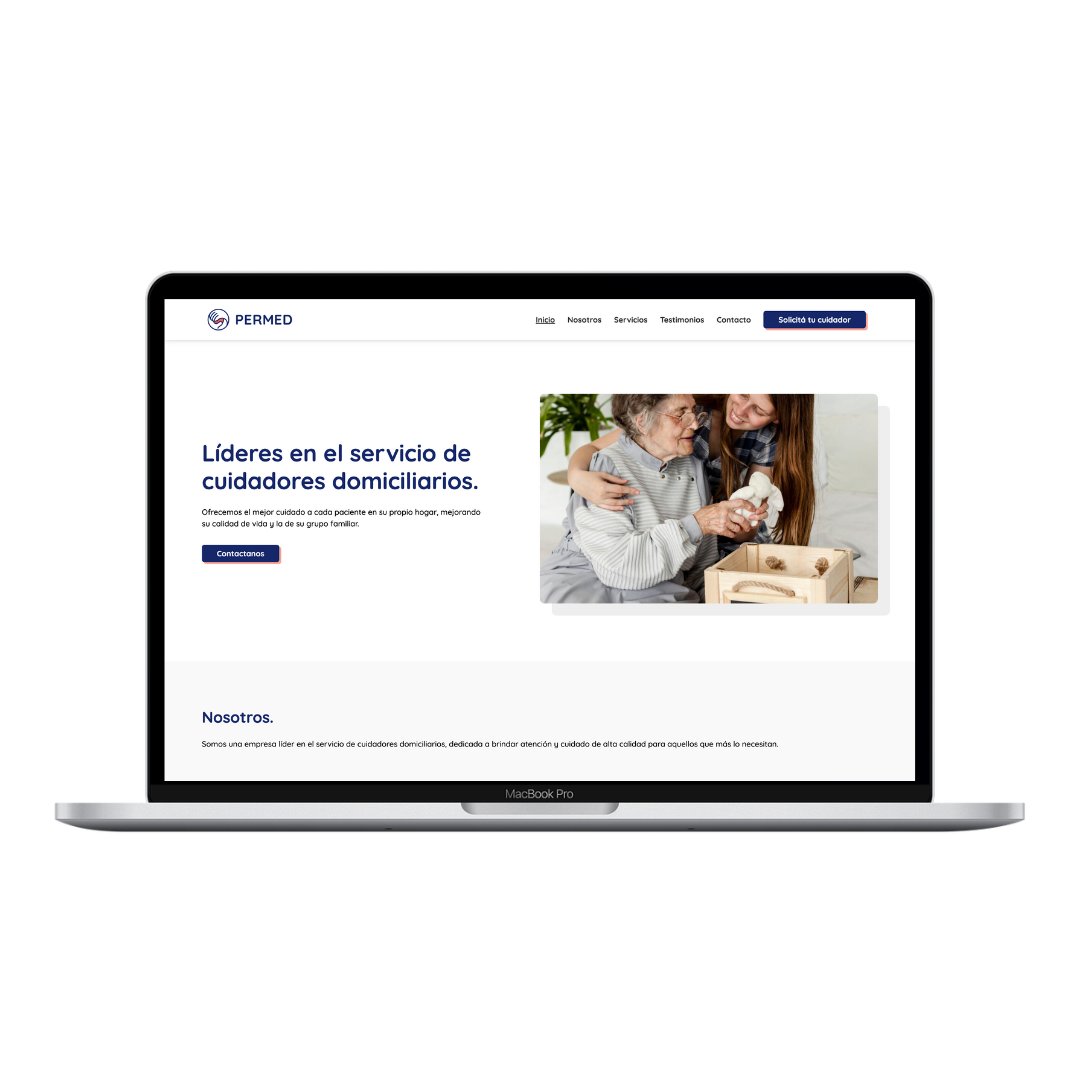 PERMED
Inicio Nosotros Servicios Testimonios Contacto Solicitá tu cuidador
Líderes en el servicio de
cuidadores domiciliarios.
Ofrecemos el mejor cuidado a cada paciente en su propio hogar, mejorando
su calidad de vida y la de su grupo familiar.
Contactanos
Nosotros.
Somos una empresa líder en el servicio de cuidadores domiciliarios, dedicada a brindar atención y cuidado de alta calidad para aquellos que más lo necesitan.
MacBook Pro